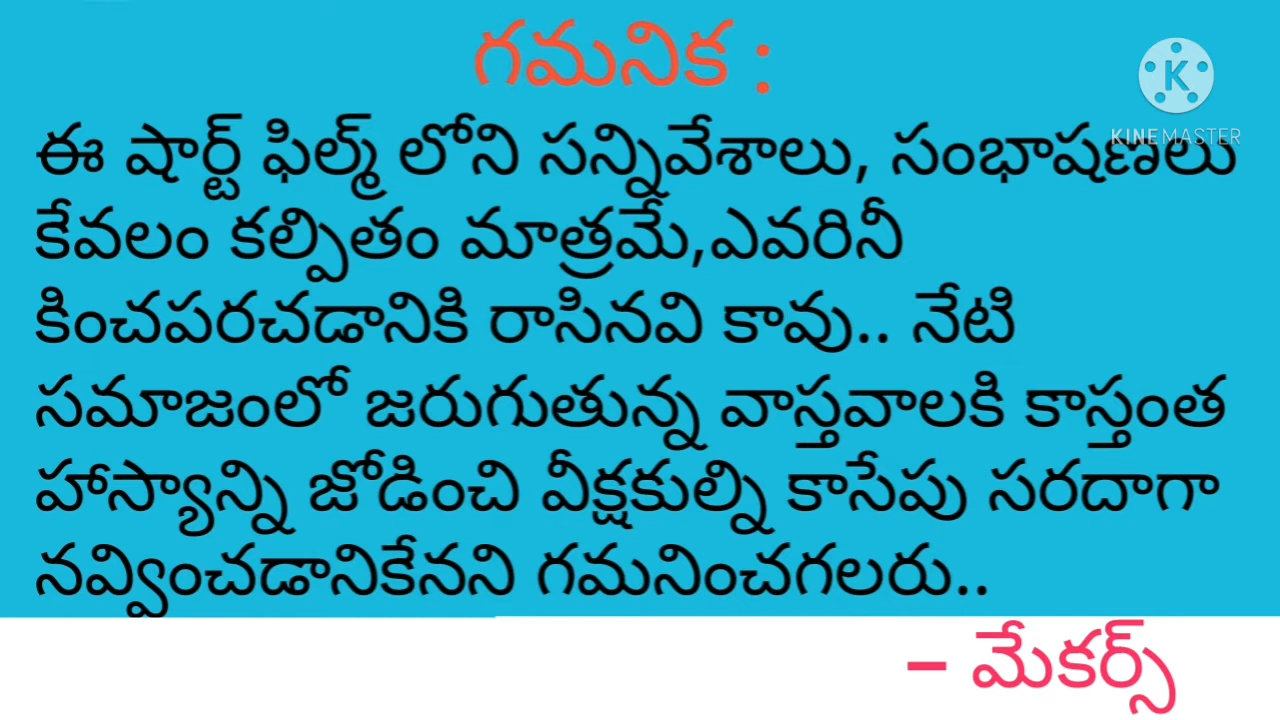 గమనిక :
K
KINEMASTER
ఈ షార్ట్ ఫిల్మ్ లోని సన్నివేశాలు, సంభాషణలు
కేవలం కల్పితం మాత్రమే,ఎవరినీ
కించపరచడానికి రాసినవి కావు.. నేటి
సమాజంలో జరుగుతున్న వాస్తవాలకి కాస్తంత
హాస్యాన్ని జోడించి వీక్షకుల్ని కాసేపు సరదాగా
నవ్వించడానికేనని గమనించగలరు..
– మేకర్స్